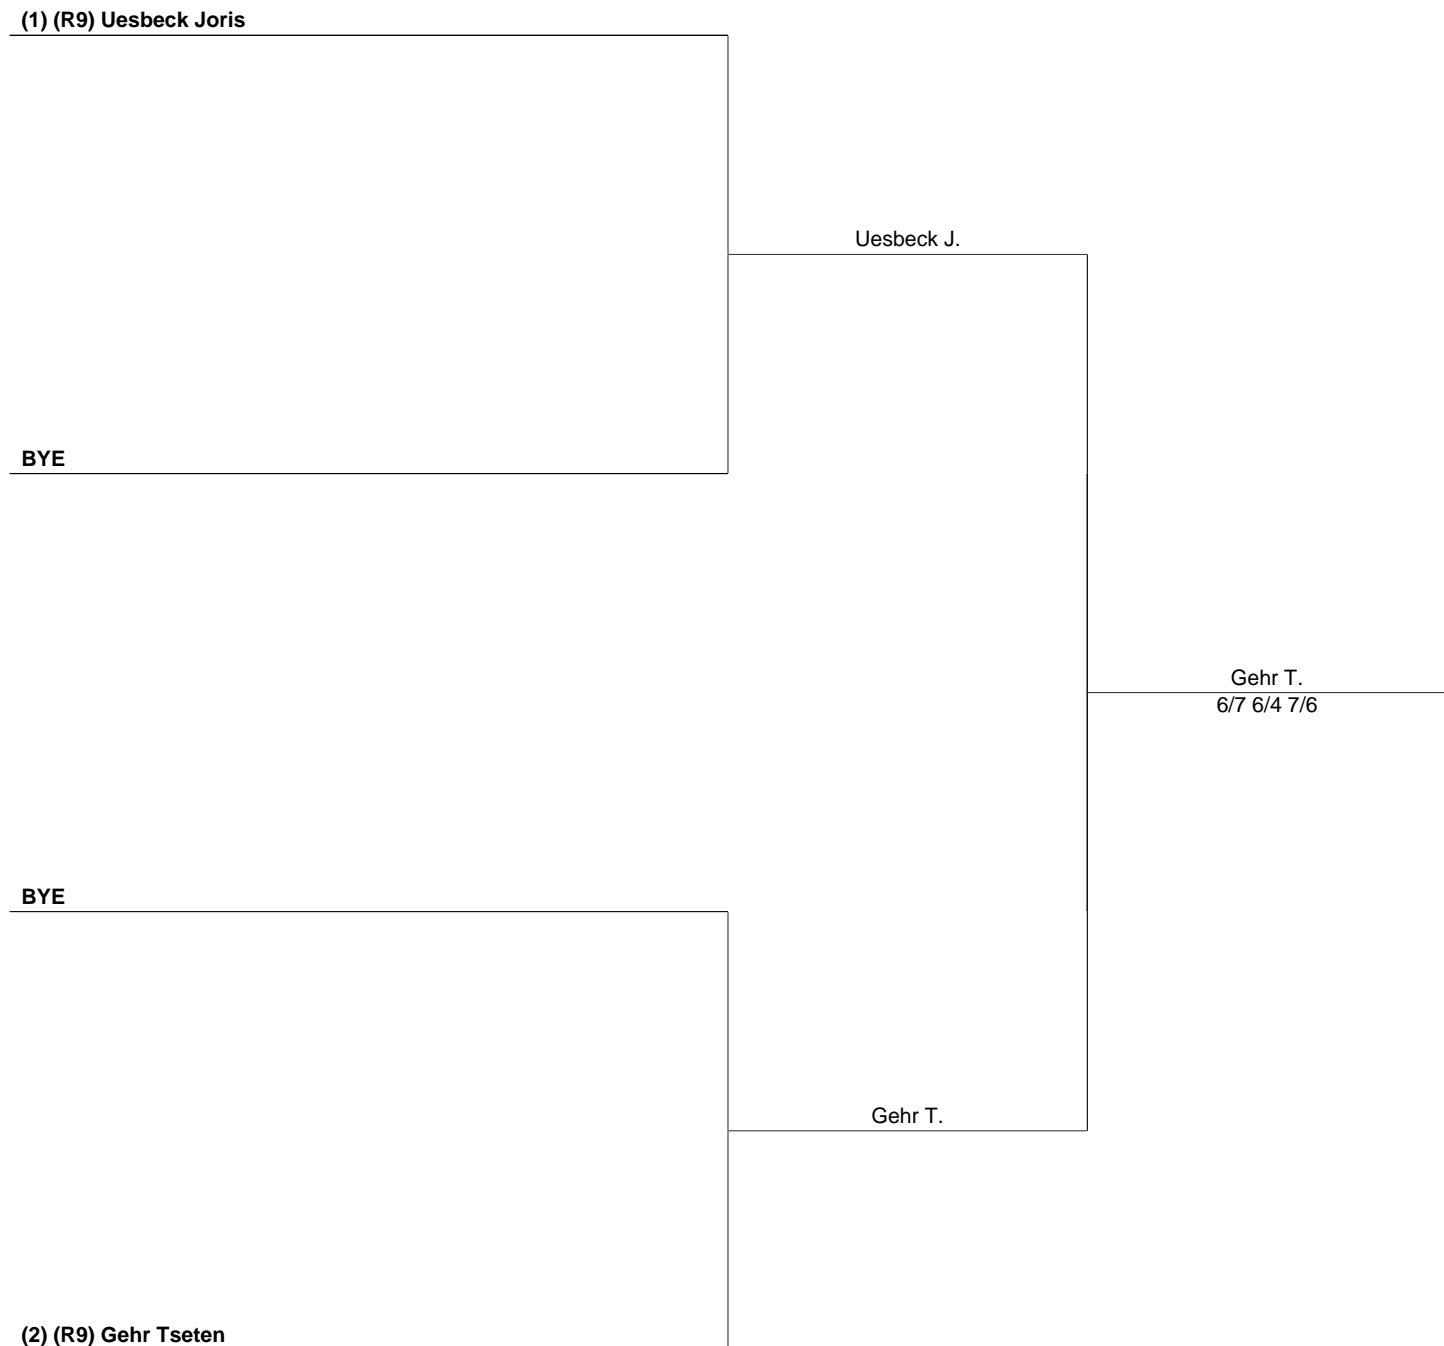 (1) (R9) Uesbeck Joris
Uesbeck J.
BYE
Gehr T.
6/7 6/4 7/6
BYE
Gehr T.
(2) (R9) Gehr Tseten